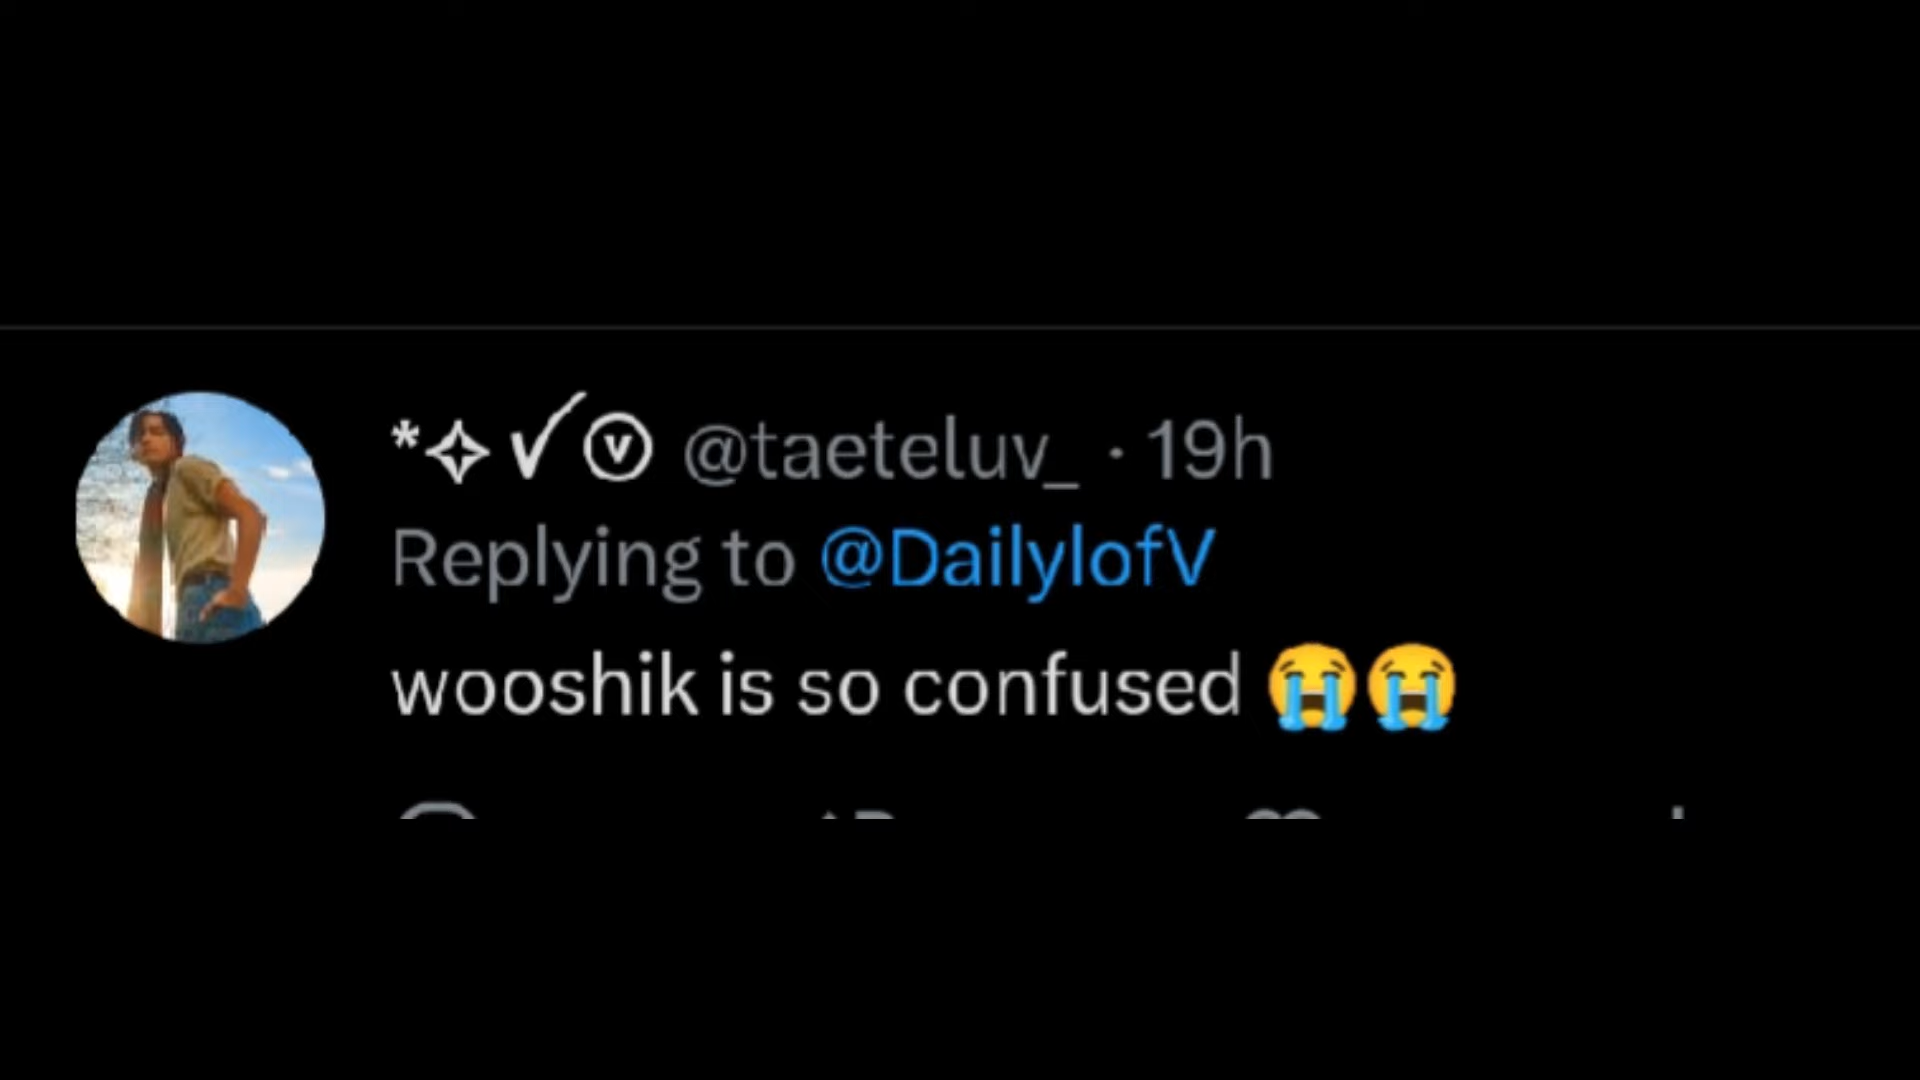 *✧ ✓ⓥ @taeteluv_ · 19h
Replying to @DailylofV
wooshik is so confused 😭😭